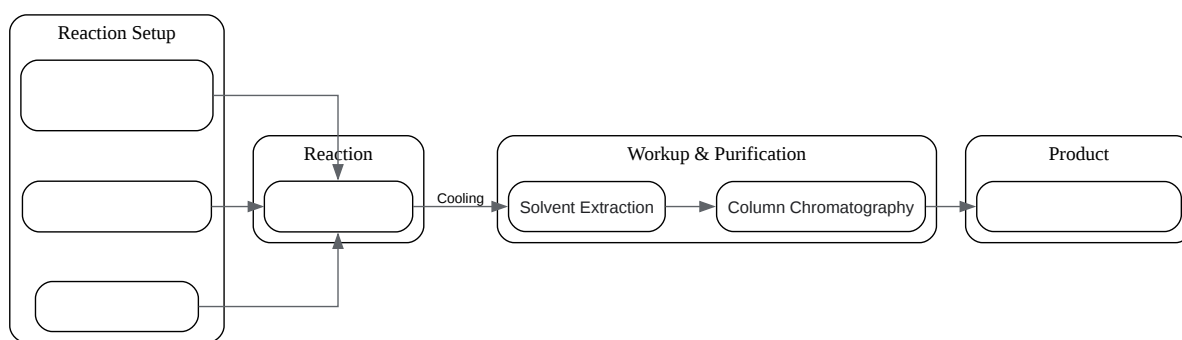 Reaction Setup
Reaction
Workup & Purification
Product
Cooling
Solvent Extraction
Column Chromatography